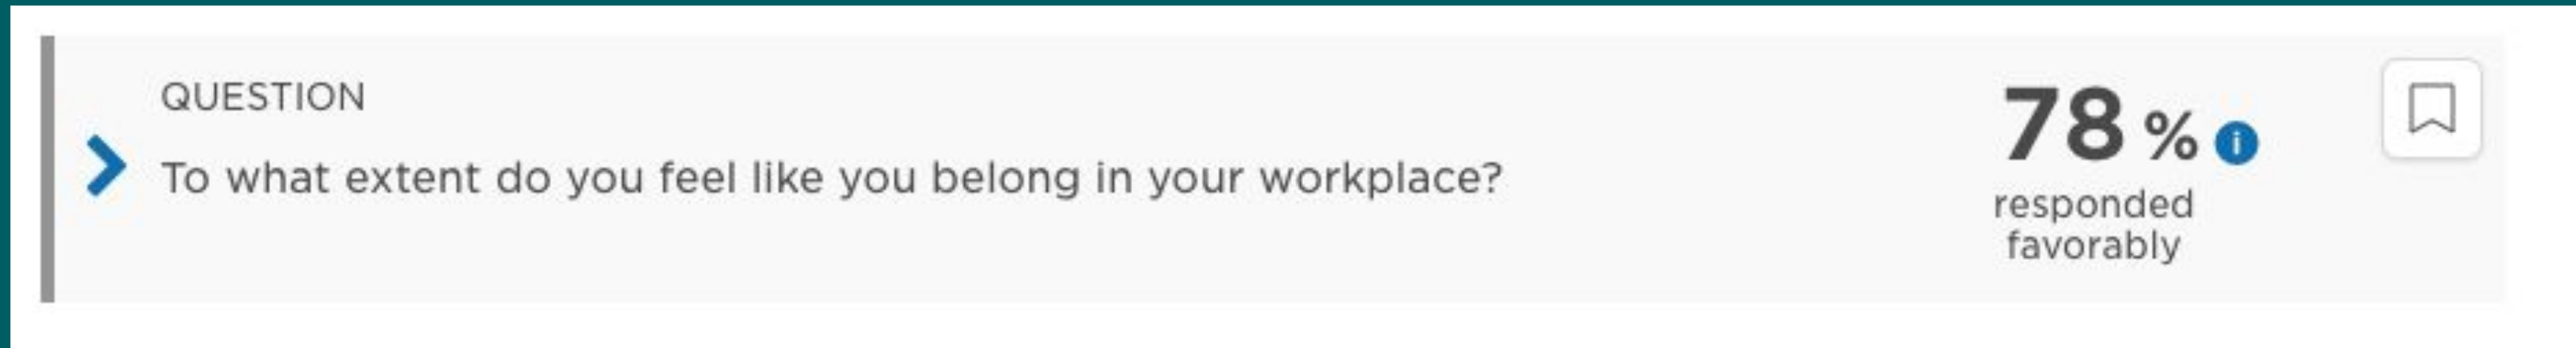 QUESTION
To what extent do you feel like you belong in your workplace?
78 % i
responded
favorably